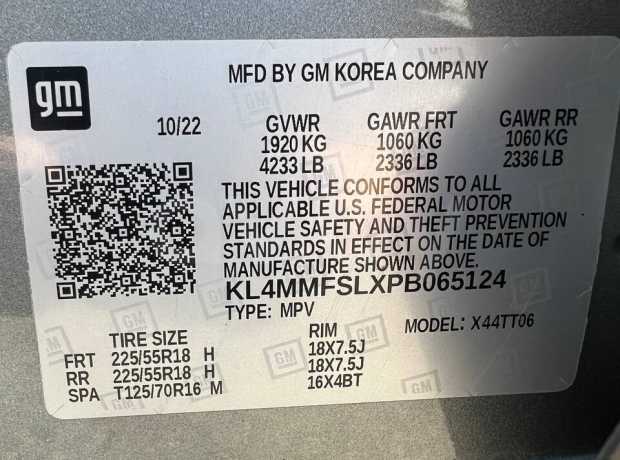 gm
MFD BY GM KOREA COMPANY
10/22 GVWR GAWR FRT GAWR RR
1920 KG 1060 KG 1060 KG
4233 LB 2336 LB 2336 LB
THIS VEHICLE CONFORMS TO ALL
APPLICABLE U.S. FEDERAL MOTOR
VEHICLE SAFETY AND THEFT PREVENTION
STANDARDS IN EFFECT ON THE DATE OF
MANUFACTURE SHOWN ABOVE.
KL4MMFSLXPB065124
TYPE: MPV MODEL: X44TT06
TIRE SIZE RIM
FRT 225/55R18 H 18X7.5J
RR 225/55R18 H 18X7.5J
SPA T125/70R16 M 16X4BT